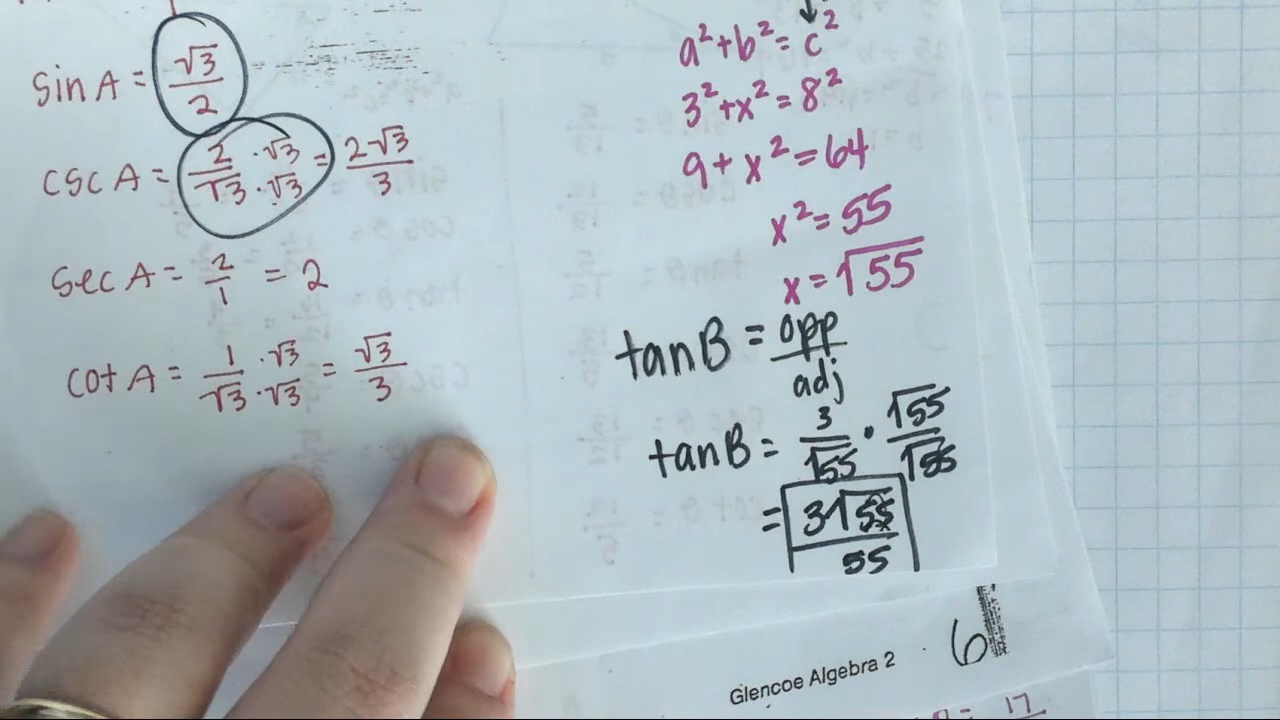 sin A = √3/2
csc A = 2/√3 · √3/√3 = 2√3/3
sec A = 2/1 = 2
cot A = 1/√3 · √3/√3 = √3/3
a² + b² = c²
3² + x² = 8²
9 + x² = 64
x² = 55
x = √55
tan B = opp/adj
tan B = 3/√55 · √55/√55
= 3√55/55
Glencoe Algebra 2
6
17